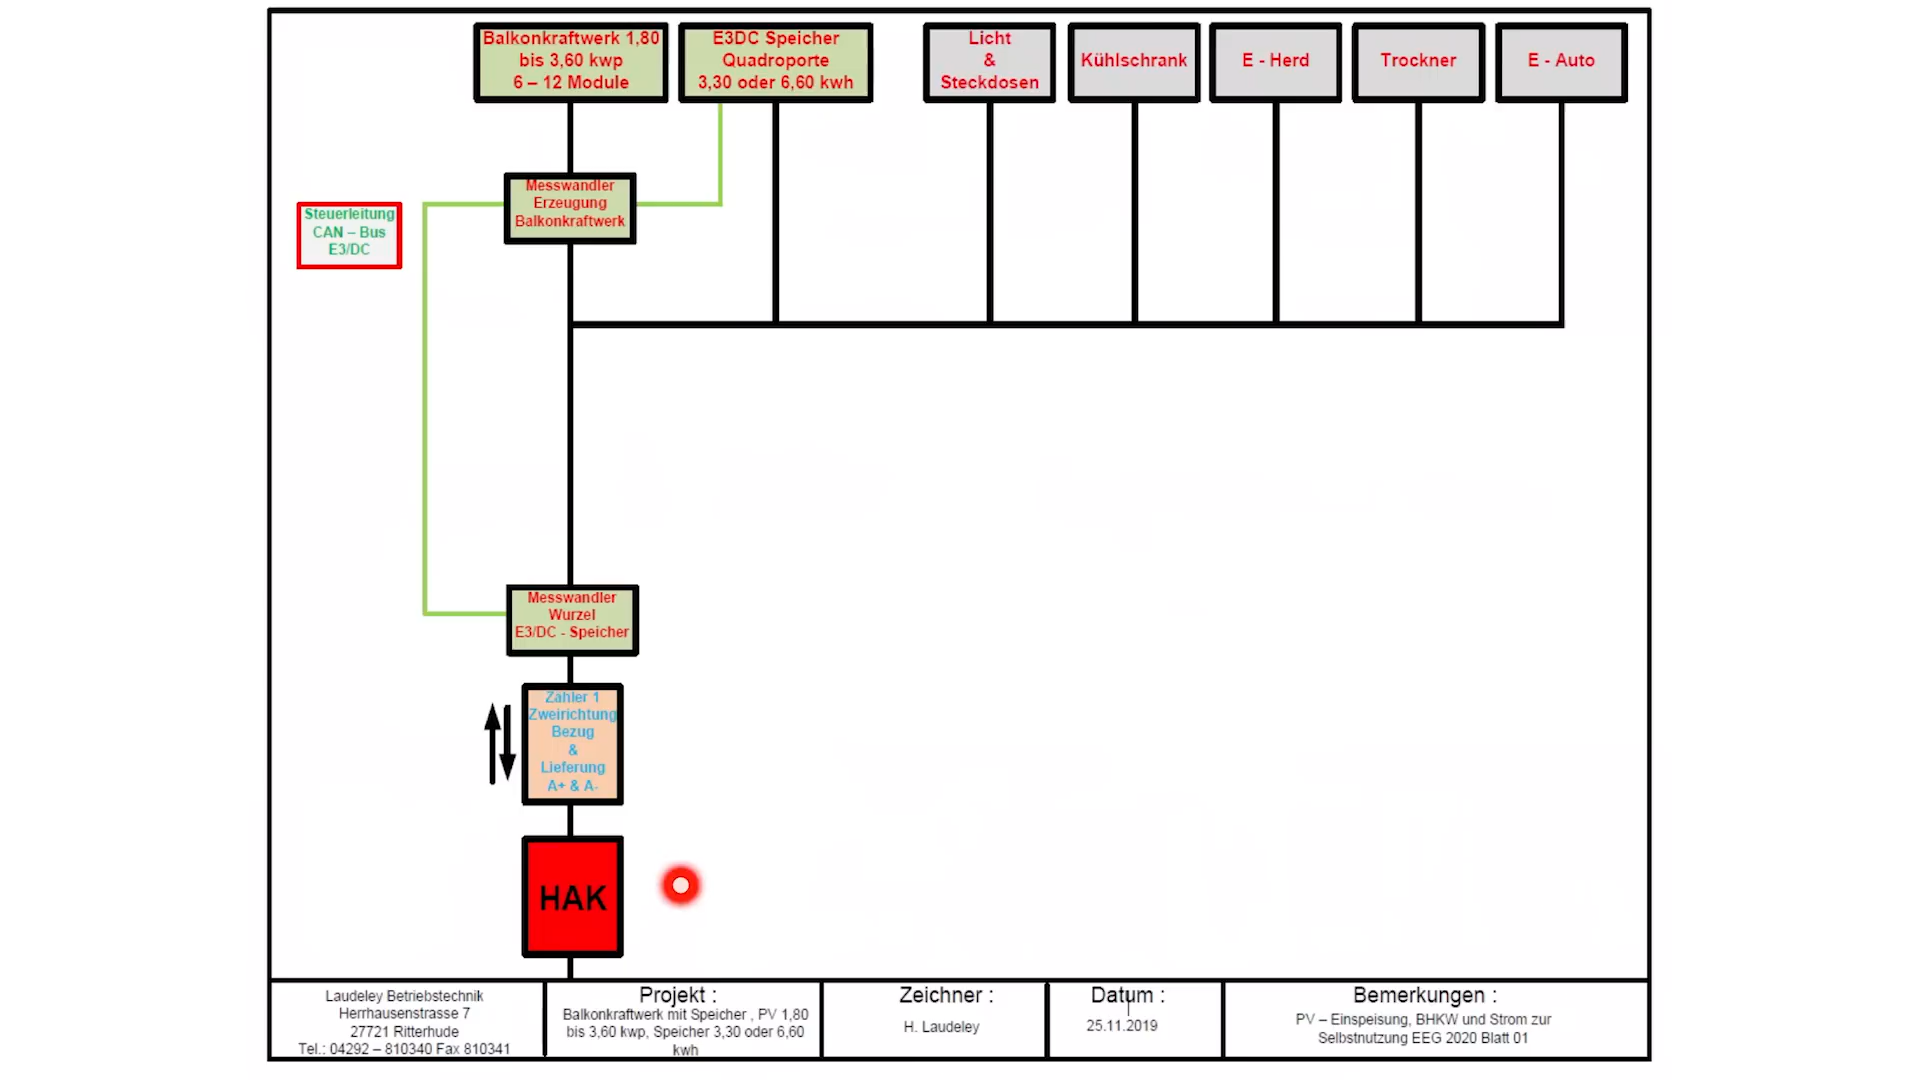 Balkonkraftwerk 1,80
bis 3,60 kwp
6 – 12 Module
E3DC Speicher
Quadroporte
3,30 oder 6,60 kwh
Licht
&
Steckdosen
Kühlschrank
E - Herd
Trockner
E - Auto
Messwandler
Erzeugung
Balkonkraftwerk
Steuerleitung
CAN – Bus
E3/DC
Messwandler
Wurzel
E3/DC - Speicher
Zähler 1
Zweirichtung
Bezug
&
Lieferung
A+ & A-
HAK
Laudeley Betriebstechnik
Herrhausenstrasse 7
27721 Ritterhude
Tel.: 04292 – 810340 Fax 810341
Projekt :
Balkonkraftwerk mit Speicher , PV 1,80
bis 3,60 kwp, Speicher 3,30 oder 6,60
kwh
Zeichner :
H. Laudeley
Datum :
25.11.2019
Bemerkungen :
PV – Einspeisung, BHKW und Strom zur
Selbstnutzung EEG 2020 Blatt 01